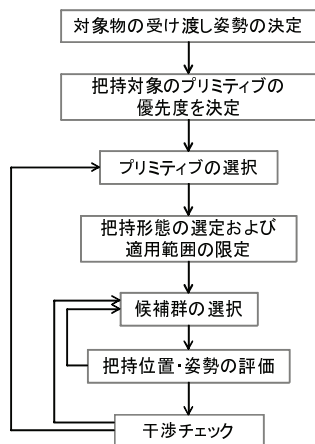 対象物の受け渡し姿勢の決定
把持対象のプリミティブの
優先度を決定
プリミティブの選択
把持形態の選定および
適用範囲の限定
候補群の選択
把持位置・姿勢の評価
干渉チェック